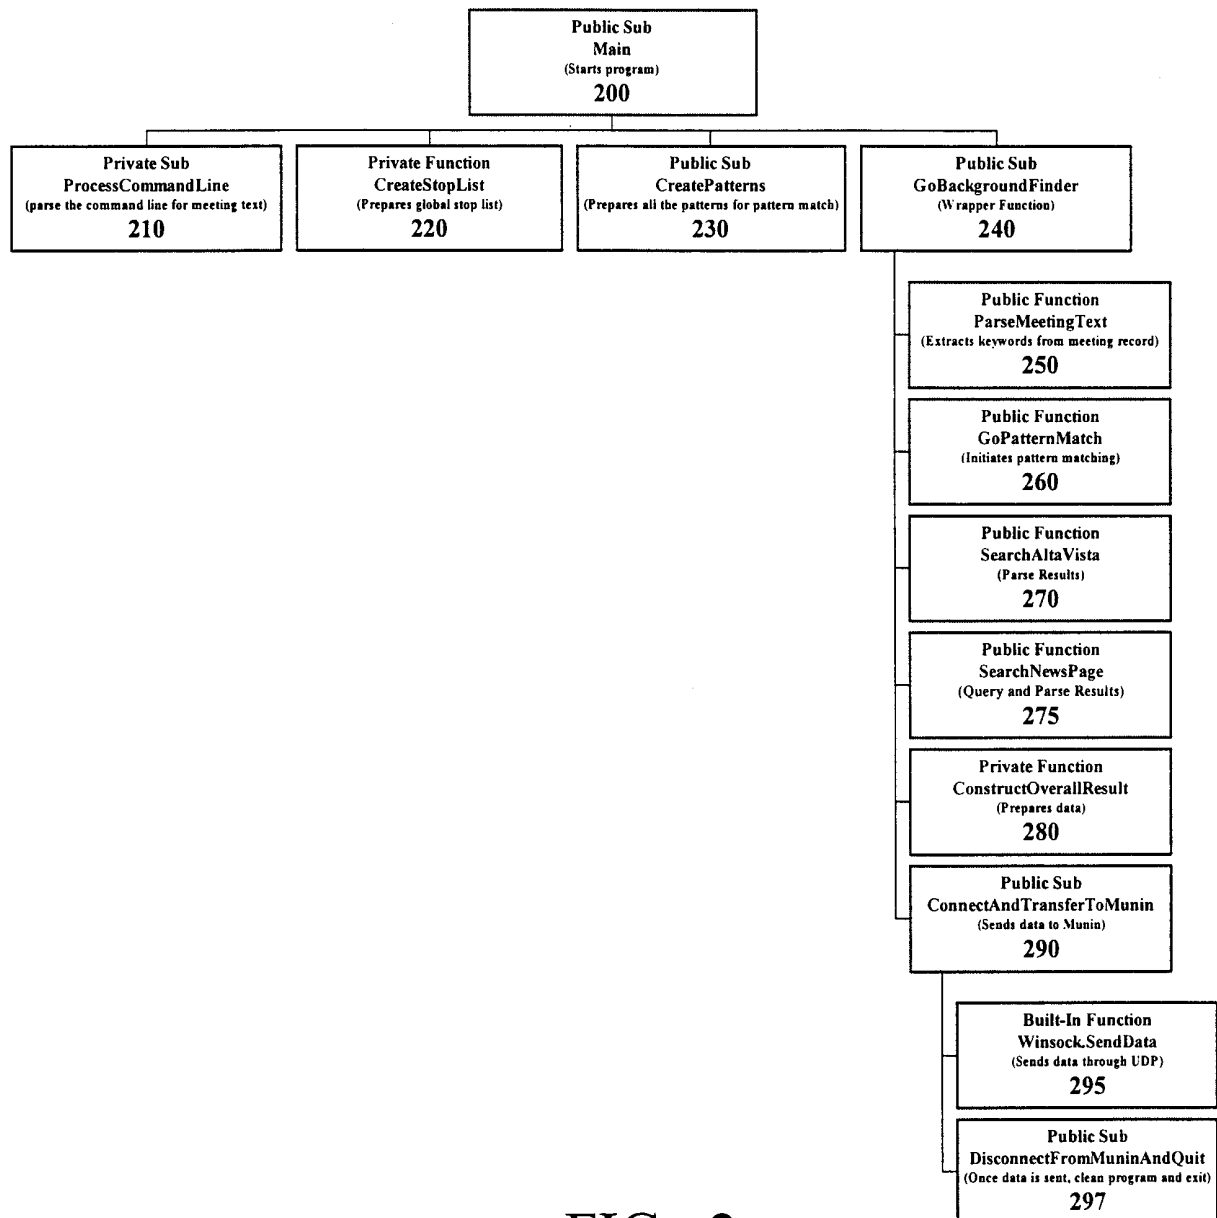 Public Sub
Main
(Starts program)
200
Private Sub
ProcessCommandLine
(parse the command line for meeting text)
210
Private Function
CreateStopList
(Prepares global stop list)
220
Public Sub
CreatePatterns
(Prepares all the patterns for pattern match)
230
Public Sub
GoBackgroundFinder
(Wrapper Function)
240
Public Function
ParseMeetingText
(Extracts keywords from meeting record)
250
Public Function
GoPatternMatch
(Initiates pattern matching)
260
Public Function
SearchAltaVista
(Parse Results)
270
Public Function
SearchNewsPage
(Query and Parse Results)
275
Private Function
ConstructOverallResult
(Prepares data)
280
Public Sub
ConnectAndTransferToMunin
(Sends data to Munin)
290
Built-In Function
Winsock.SendData
(Sends data through UDP)
295
Public Sub
DisconnectFromMuninAndQuit
(Once data is sent, clean program and exit)
297